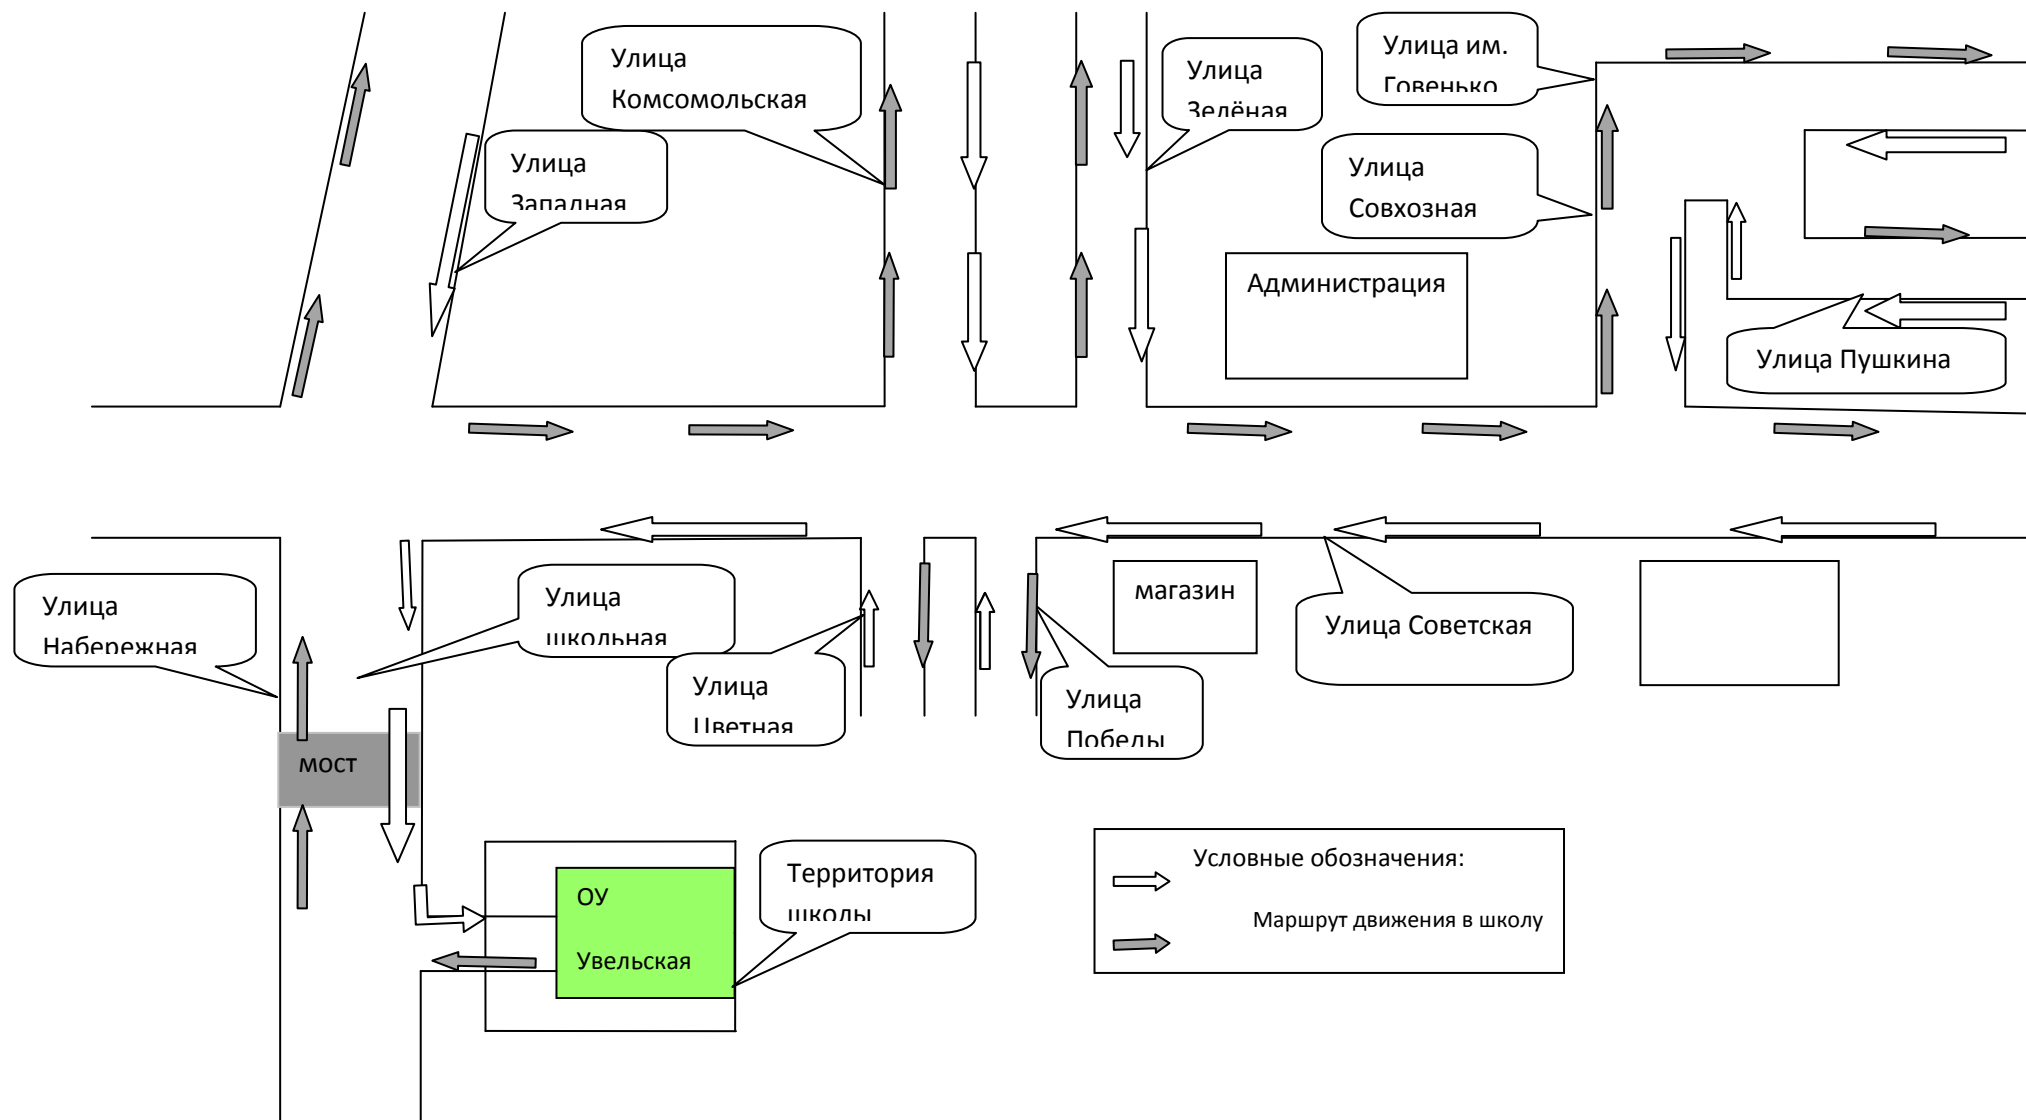 Улица
Комсомольская
Улица
Западная
Улица
Зелёная
Улица им.
Говенько
Улица
Совхозная
Администрация
Улица Пушкина
Улица
Набережная
Улица
школьная
Улица
Цветная
Улица
Победы
магазин
Улица Советская
мост
ОУ
Увельская
Территория
школы
Условные обозначения:
Маршрут движения в школу